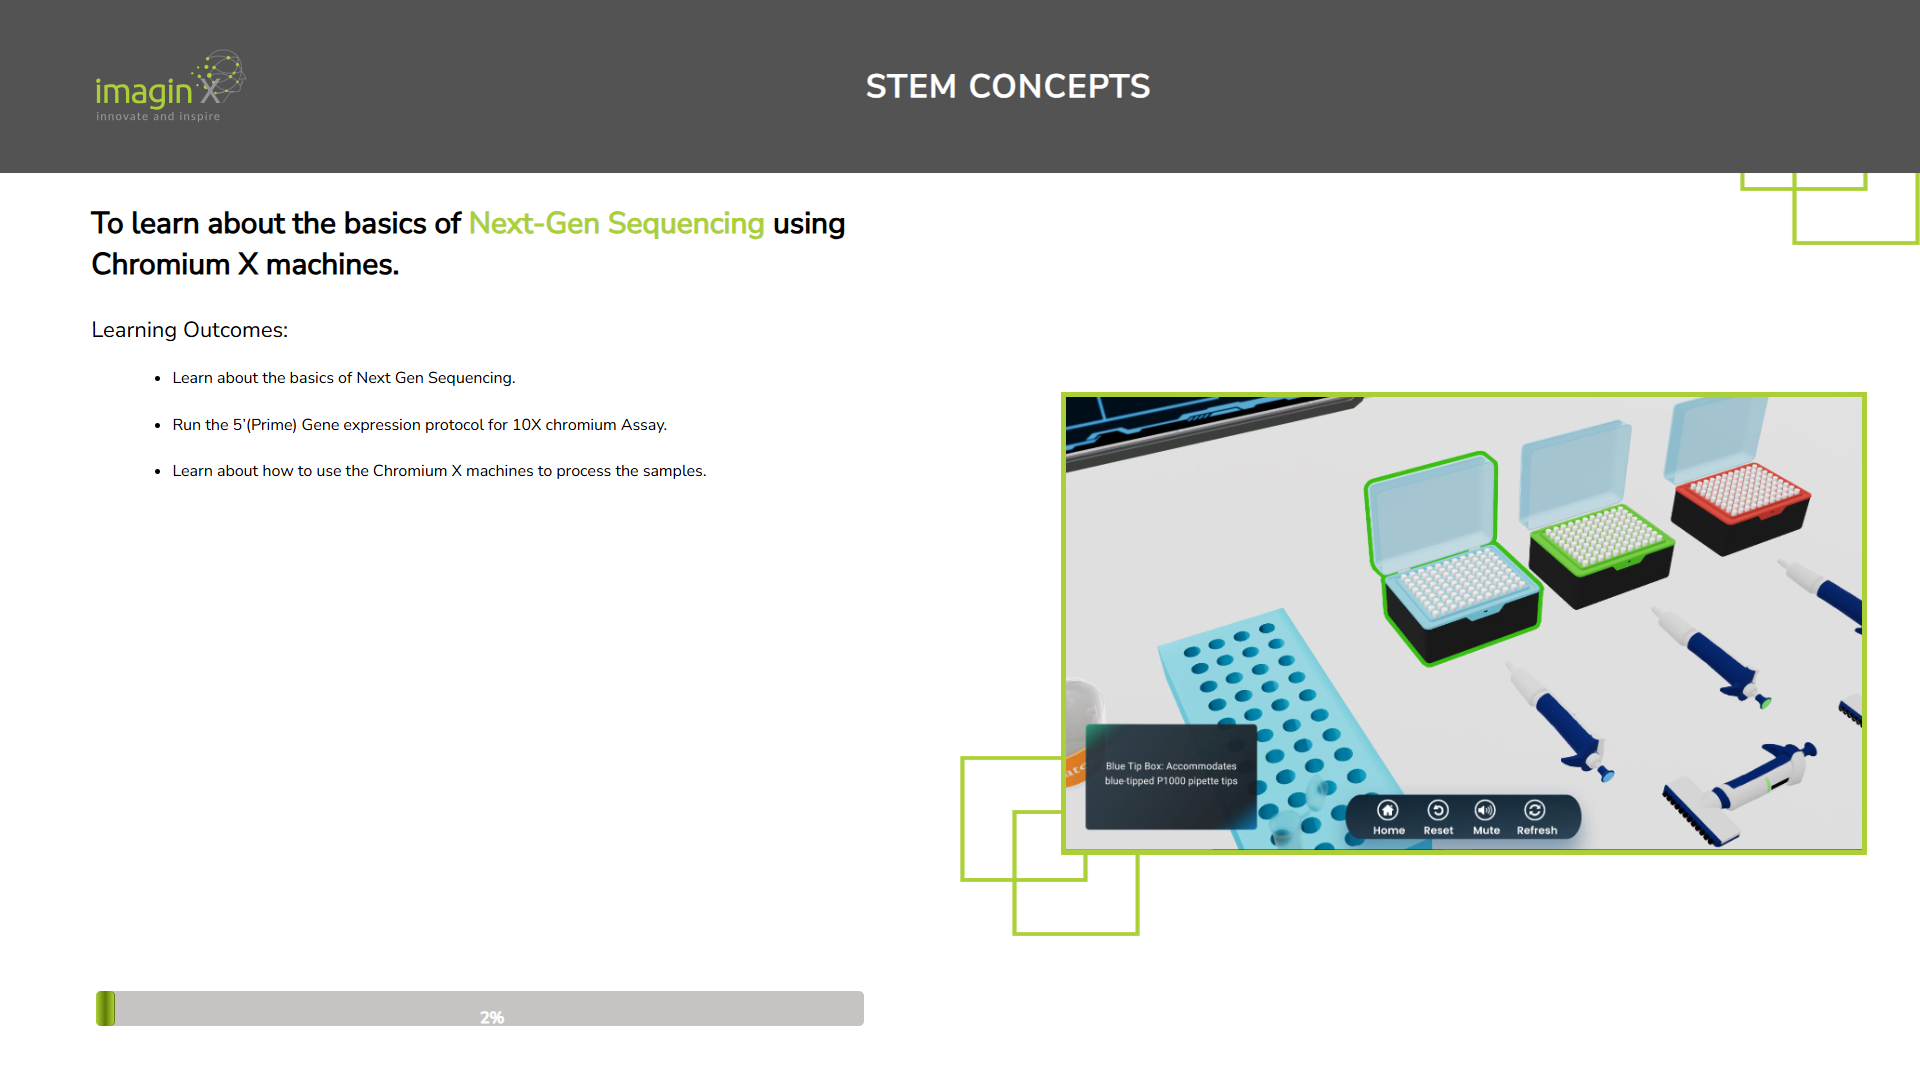 imagin X
innovate and inspire
STEM CONCEPTS
To learn about the basics of Next-Gen Sequencing using
Chromium X machines.
Learning Outcomes:
• Learn about the basics of Next Gen Sequencing.
• Run the 5’(Prime) Gene expression protocol for 10X chromium Assay.
• Learn about how to use the Chromium X machines to process the samples.
Blue Tip Box: Accommodates
blue-tipped P1000 pipette tips
Home Reset Mute Refresh
2%